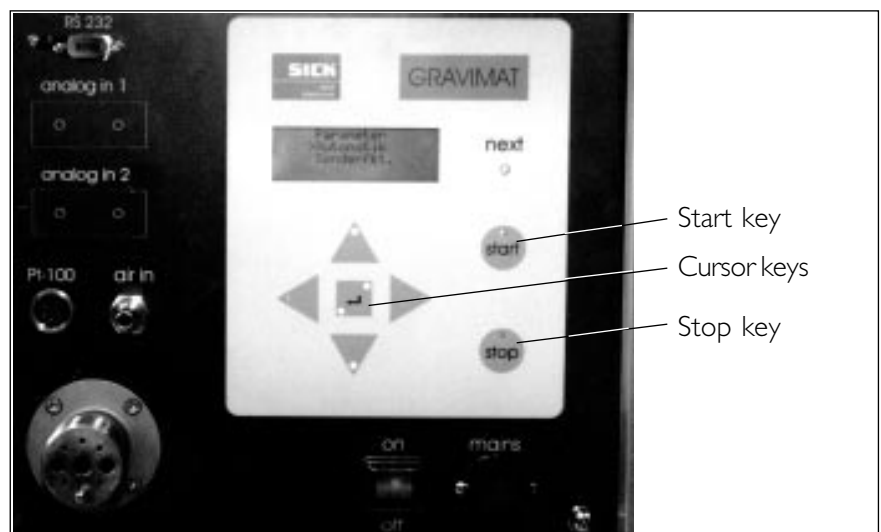 RS 232
analog in 1
analog in 2
Pt-100 air in
SICK
GRAVIMAT
Parameter
>Automatik
Sonderfkt.
next
start
stop
on
off
mains
Start key
Cursor keys
Stop key